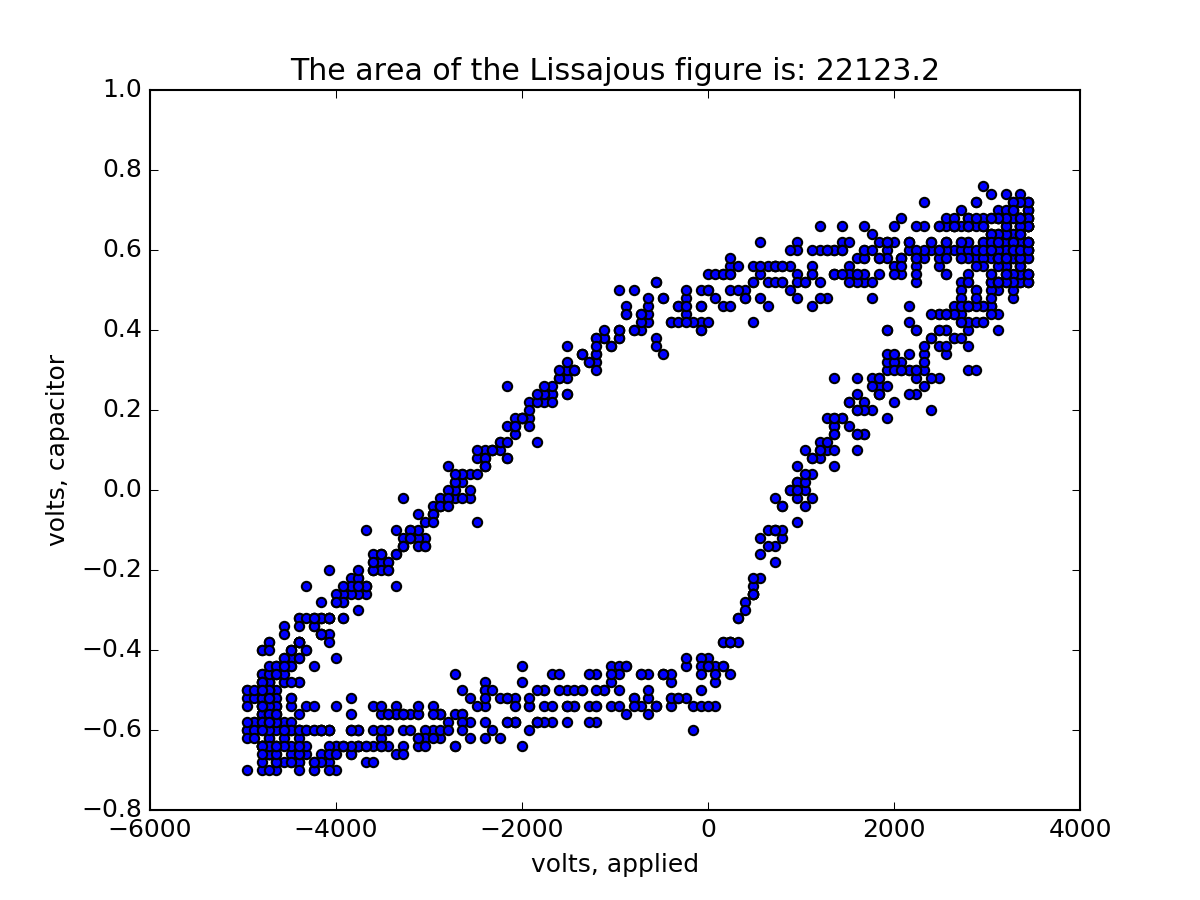 The area of the Lissajous figure is: 22123.2
1.0
0.8
0.6
0.4
0.2
0.0
−0.2
−0.4
−0.6
−0.8
volts, capacitor
−6000 −4000 −2000 0 2000 4000
volts, applied